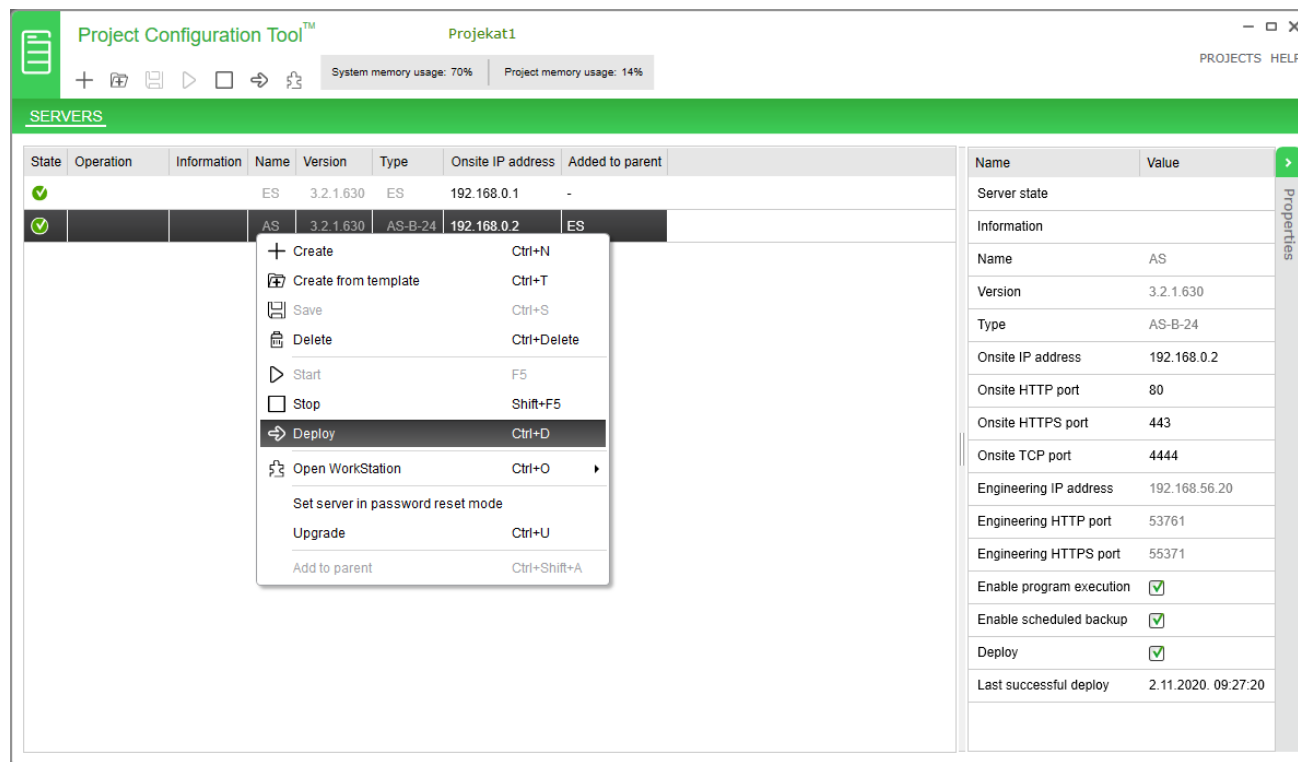 Project Configuration Tool™
Projekat1
PROJECTS HELP
System memory usage: 70% Project memory usage: 14%
SERVERS
State Operation Information Name Version Type Onsite IP address Added to parent
ES 3.2.1.630 ES 192.168.0.1 -
AS 3.2.1.630 AS-B-24 192.168.0.2 ES
Create Ctrl+N
Create from template Ctrl+T
Save Ctrl+S
Delete Ctrl+Delete
Start F5
Stop Shift+F5
Deploy Ctrl+D
Open WorkStation Ctrl+O
Set server in password reset mode
Upgrade Ctrl+U
Add to parent Ctrl+Shift+A
Name Value
Server state
Information
Name AS
Version 3.2.1.630
Type AS-B-24
Onsite IP address 192.168.0.2
Onsite HTTP port 80
Onsite HTTPS port 443
Onsite TCP port 4444
Engineering IP address 192.168.56.20
Engineering HTTP port 53761
Engineering HTTPS port 55371
Enable program execution
Enable scheduled backup
Deploy
Last successful deploy 2.11.2020. 09:27:20
Properties